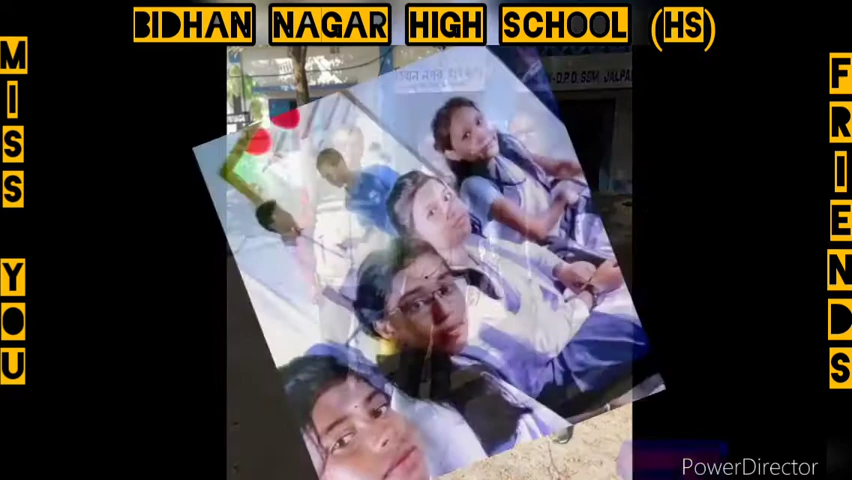 BIDHAN NAGAR HIGH SCHOOL (HS)
MISS YOU
FRIENDS
PowerDirector